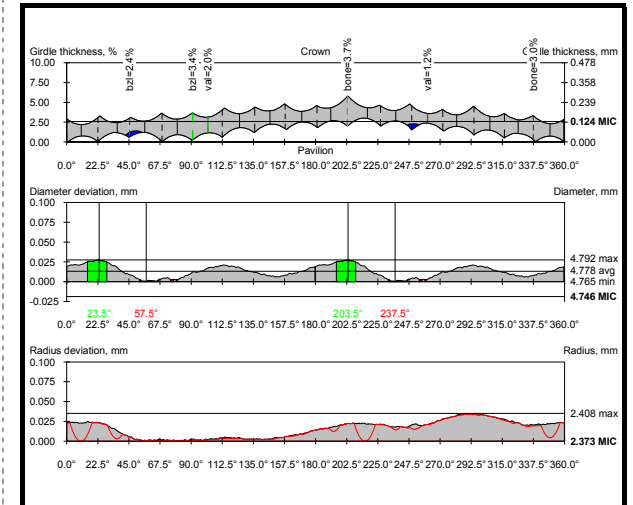 Girdle thickness, %
bzl=2.4%
bzl=3.4%
val=2.0%
Crown
bone=3.7%
val=1.2%
bone=3.0%
thickness, mm
10.00
7.50
5.00
2.50
0.000
0.478
0.358
0.239
0.124 MIC
0.000
Pavilion
0.0° 22.5° 45.0° 67.5° 90.0° 112.5° 135.0° 157.5° 180.0° 202.5° 225.0° 247.5° 270.0° 292.5° 315.0° 337.5° 360.0°
Diameter deviation, mm
Diameter, mm
0.100
0.075
0.050
0.025
0.000
-0.025
4.792 max
4.778 avg
4.765 min
4.746 MIC
23.5° 57.5° 203.5° 237.5°
0.0° 22.5° 45.0° 67.5° 90.0° 112.5° 135.0° 157.5° 180.0° 202.5° 225.0° 247.5° 270.0° 292.5° 315.0° 337.5° 360.0°
Radius deviation, mm
Radius, mm
0.100
0.075
0.050
0.025
0.000
2.408 max
2.373 MIC
0.0° 22.5° 45.0° 67.5° 90.0° 112.5° 135.0° 157.5° 180.0° 202.5° 225.0° 247.5° 270.0° 292.5° 315.0° 337.5° 360.0°